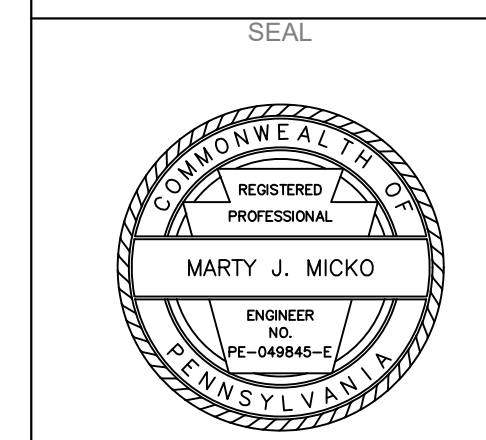 SEAL
COMMONWEALTH OF
REGISTERED
PROFESSIONAL
MARTY J. MICKO
ENGINEER
NO.
PE-049845-E
PENNSYLVANIA